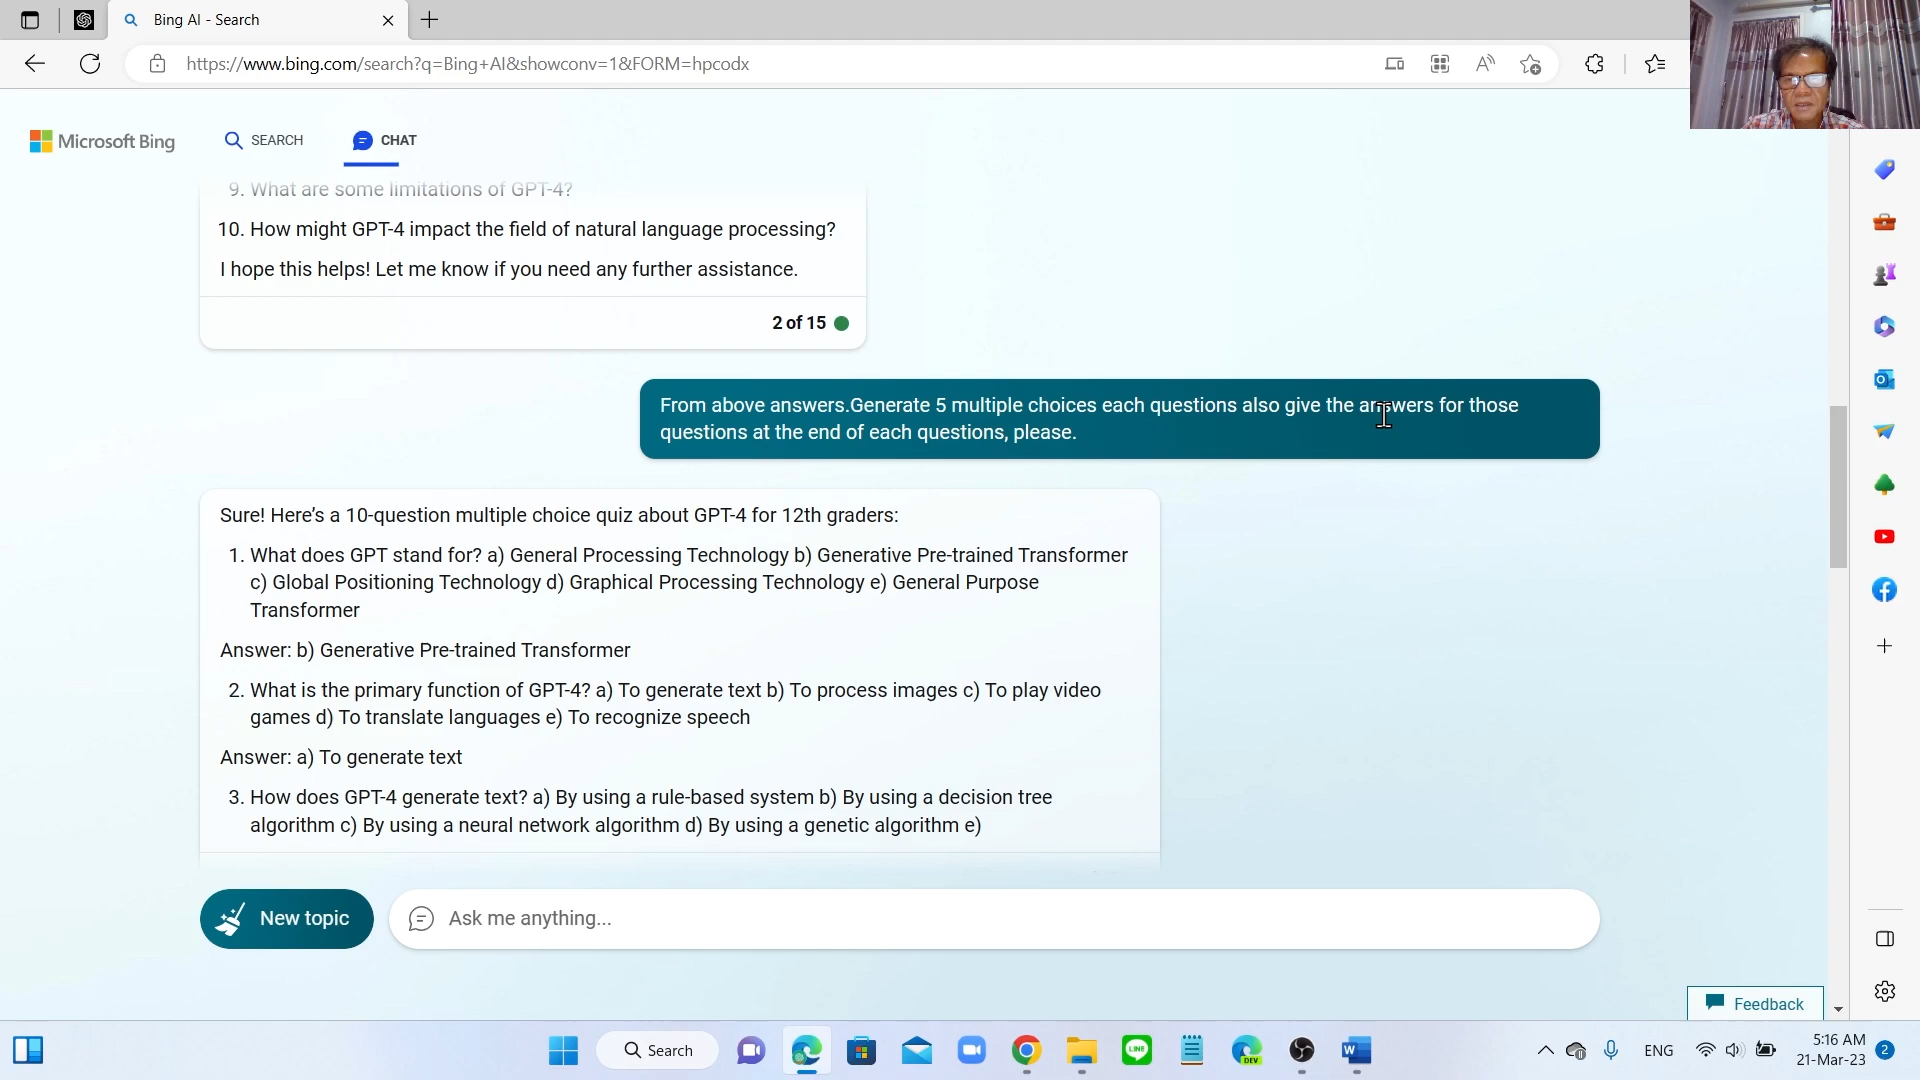 Bing AI - Search
https://www.bing.com/search?q=Bing+AI&showconv=1&FORM=hpcodx
Microsoft Bing
SEARCH
CHAT
9. What are some limitations of GPT-4?
10. How might GPT-4 impact the field of natural language processing?
I hope this helps! Let me know if you need any further assistance.
2 of 15
From above answers.Generate 5 multiple choices each questions also give the answers for those
questions at the end of each questions, please.
Sure! Here’s a 10-question multiple choice quiz about GPT-4 for 12th graders:
1. What does GPT stand for? a) General Processing Technology b) Generative Pre-trained Transformer
c) Global Positioning Technology d) Graphical Processing Technology e) General Purpose
Transformer
Answer: b) Generative Pre-trained Transformer
2. What is the primary function of GPT-4? a) To generate text b) To process images c) To play video
games d) To translate languages e) To recognize speech
Answer: a) To generate text
3. How does GPT-4 generate text? a) By using a rule-based system b) By using a decision tree
algorithm c) By using a neural network algorithm d) By using a genetic algorithm e)
New topic
Ask me anything...
Feedback
Search
LINE
DEV
W
ENG
5:16 AM
21-Mar-23
2